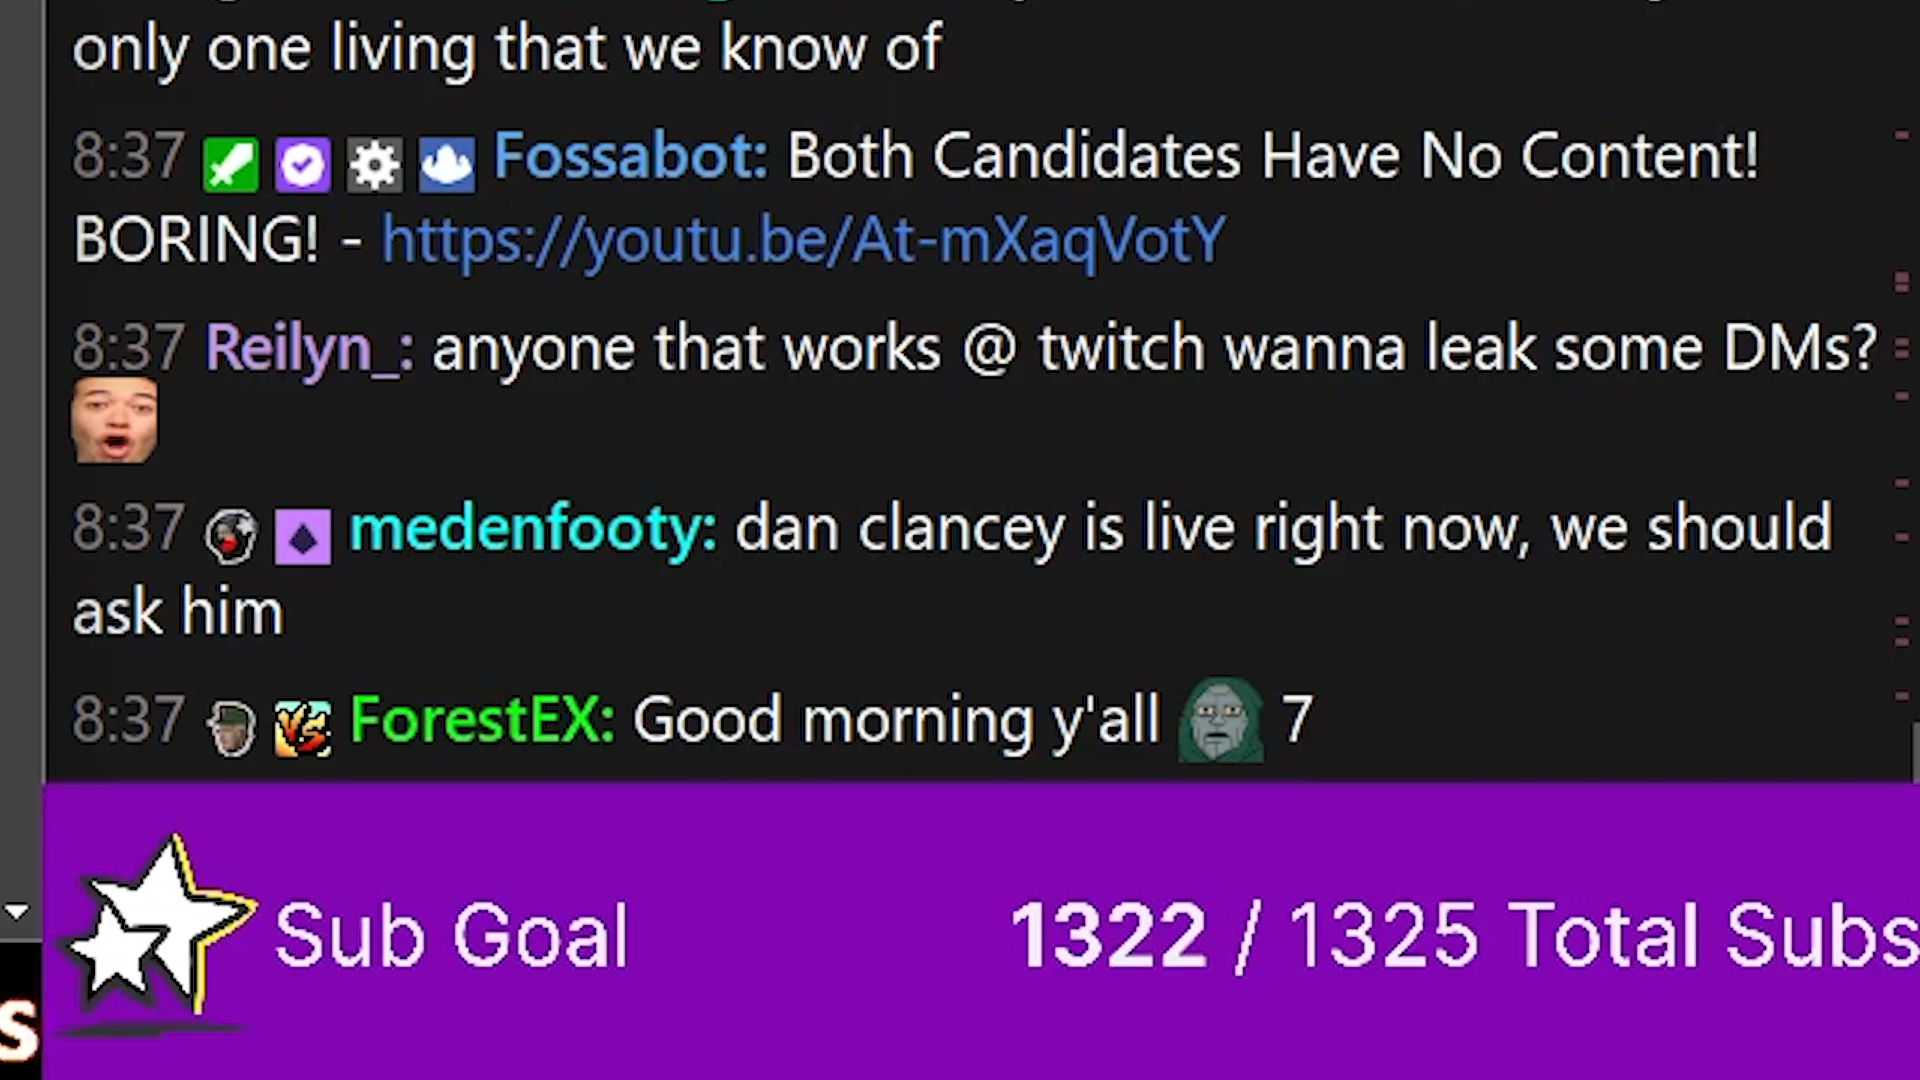 only one living that we know of
8:37 Fossabot: Both Candidates Have No Content!
BORING! - https://youtu.be/At-mXaqVotY
8:37 Reilyn_: anyone that works @ twitch wanna leak some DMs?
8:37 medenfooty: dan clancey is live right now, we should
ask him
8:37 VS ForestEX: Good morning y'all 7
Sub Goal 1322 / 1325 Total Subs
s